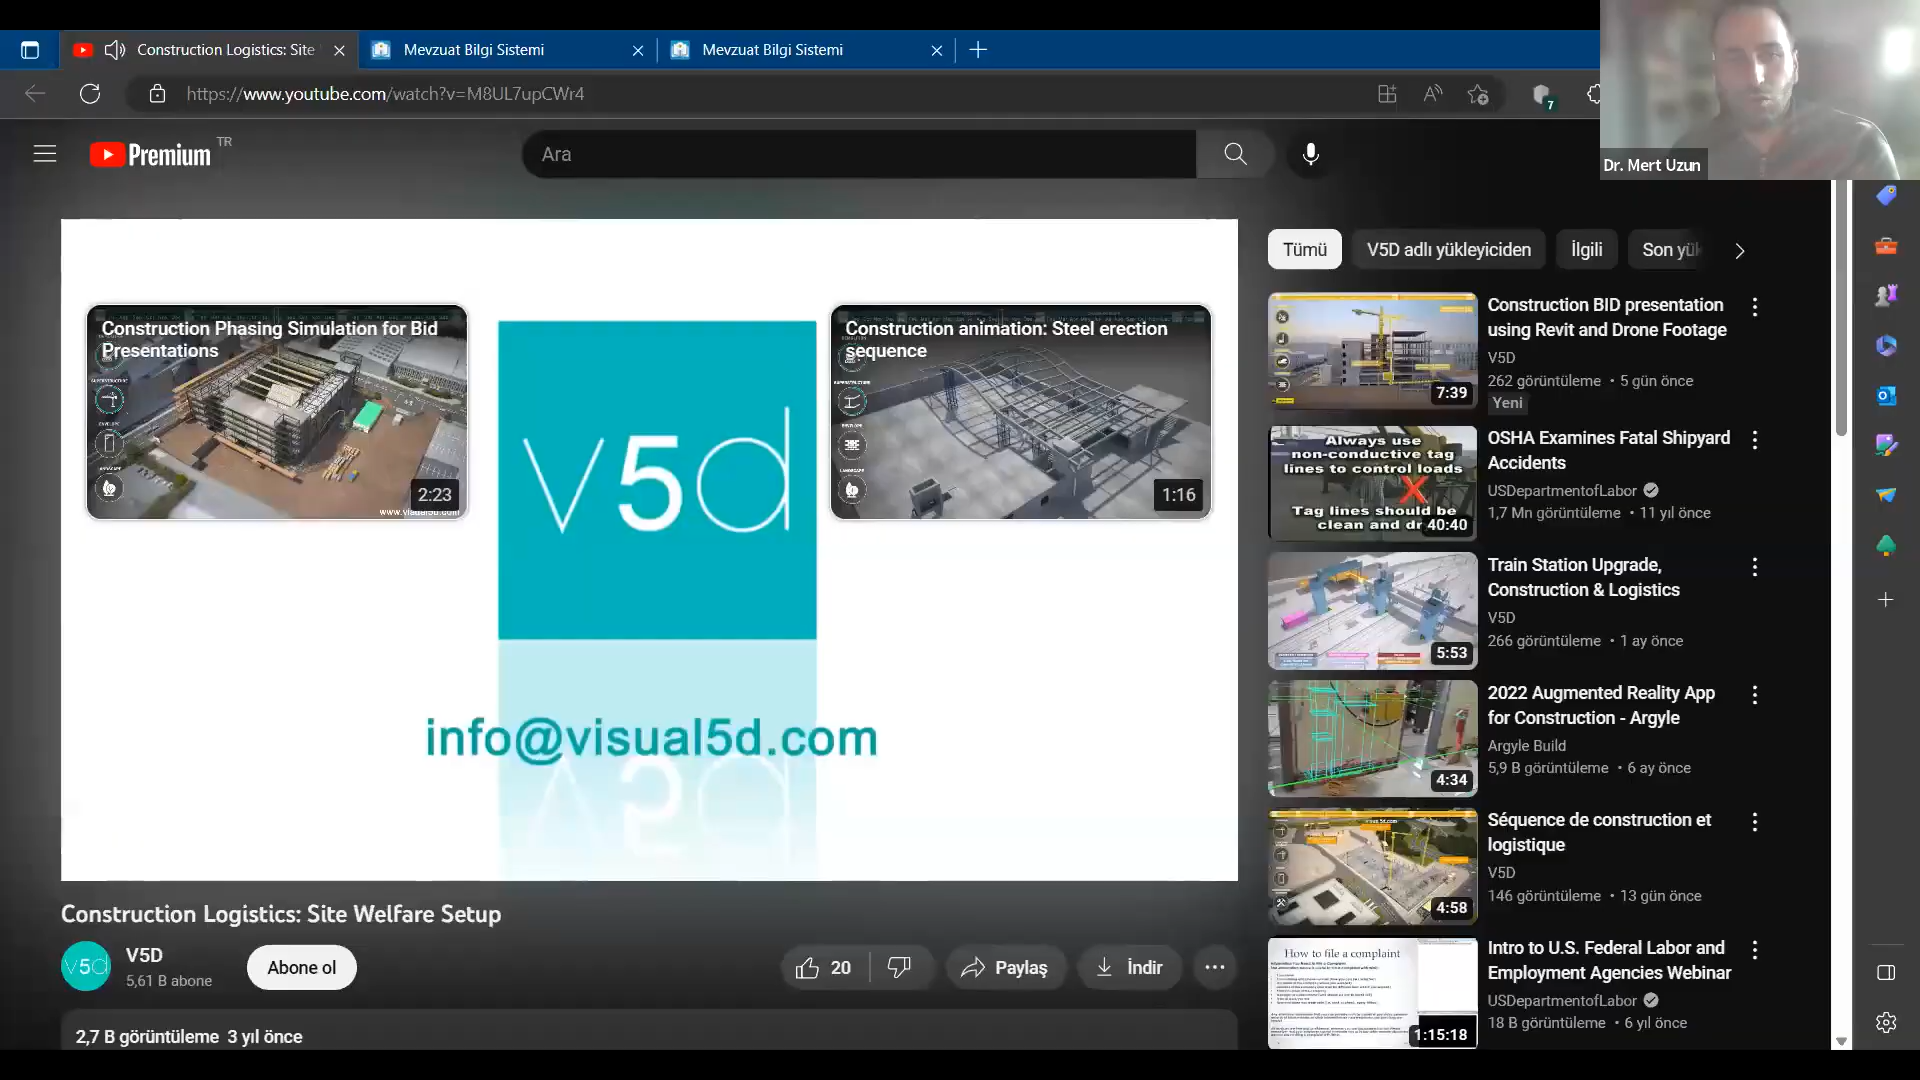 Construction Logistics: Site
Mevzuat Bilgi Sistemi
Mevzuat Bilgi Sistemi
https://www.youtube.com/watch?v=M8UL7upCWr4
7
Dr. Mert Uzun
Premium
TR
Ara
Construction Phasing Simulation for Bid
Presentations
2:23
v5d
info@visual5d.com
Construction animation: Steel erection
sequence
1:16
Tümü
V5D adlı yükleyiciden
İlgili
Son yük
Construction BID presentation
using Revit and Drone Footage
V5D
262 görüntüleme • 5 gün önce
Yeni
7:39
Always use
non-conductive tag
lines to control loads
Tag lines should be
clean and dr
40:40
OSHA Examines Fatal Shipyard
Accidents
USDepartmentofLabor
1,7 Mn görüntüleme • 11 yıl önce
Train Station Upgrade,
Construction & Logistics
V5D
266 görüntüleme • 1 ay önce
5:53
2022 Augmented Reality App
for Construction - Argyle
Argyle Build
5,9 B görüntüleme • 6 ay önce
4:34
Séquence de construction et
logistique
V5D
146 görüntüleme • 13 gün önce
4:58
How to file a complaint
1:15:18
Intro to U.S. Federal Labor and
Employment Agencies Webinar
USDepartmentofLabor
18 B görüntüleme • 6 yıl önce
Construction Logistics: Site Welfare Setup
v5d
V5D
5,61 B abone
Abone ol
20
Paylaş
İndir
2,7 B görüntüleme 3 yıl önce